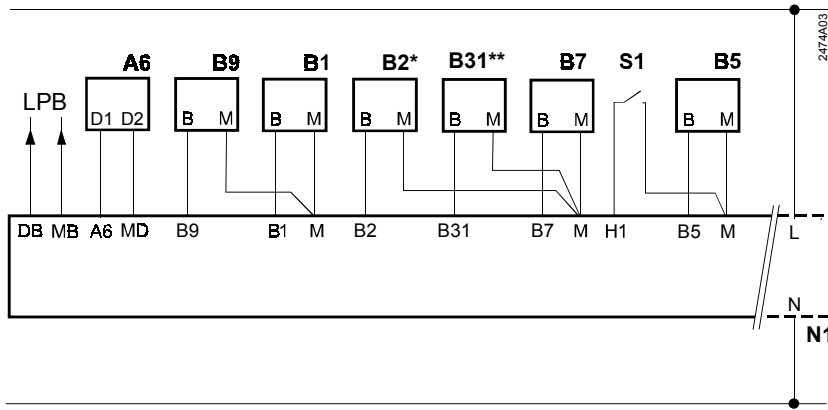 2474A03
A6 B9 B1 B2* B31** B7 S1 B5
LPB
D1 D2 B M B M B M B M B M B M
DB MB A6 MD B9 B1 M B2 B31 B7 M H1 B5 M L
N
N1